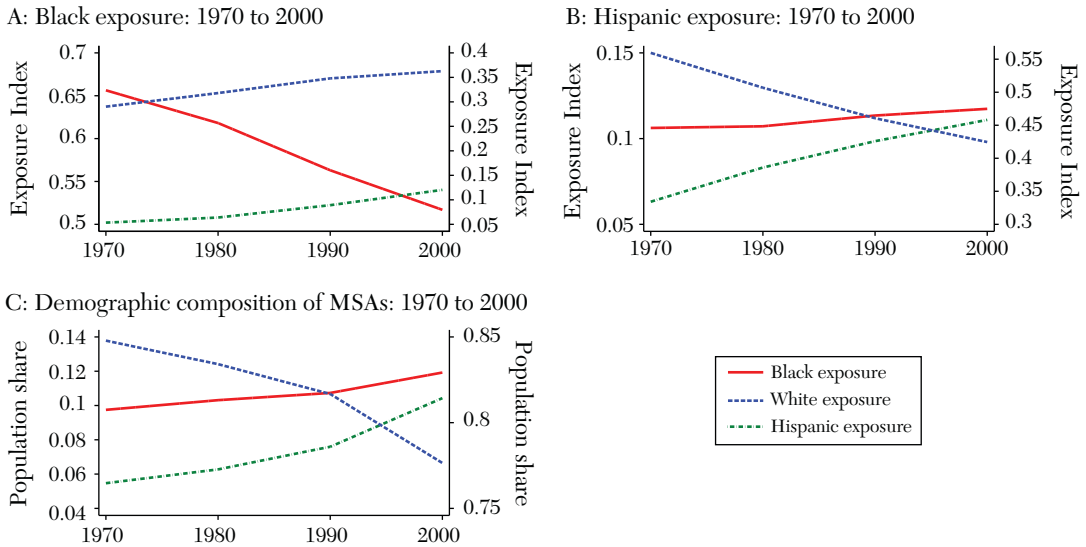 A: Black exposure: 1970 to 2000
Exposure Index
0.7
0.65
0.6
0.55
0.5
0.4
0.35
0.3
0.25
0.2
0.15
0.1
0.05
Exposure Index
1970 1980 1990 2000
B: Hispanic exposure: 1970 to 2000
Exposure Index
0.15
0.1
0.05
0.55
0.5
0.45
0.4
0.35
0.3
Exposure Index
1970 1980 1990 2000
C: Demographic composition of MSAs: 1970 to 2000
Population share
0.14
0.12
0.1
0.08
0.06
0.04
0.85
0.8
0.75
Population share
1970 1980 1990 2000
Black exposure
White exposure
Hispanic exposure